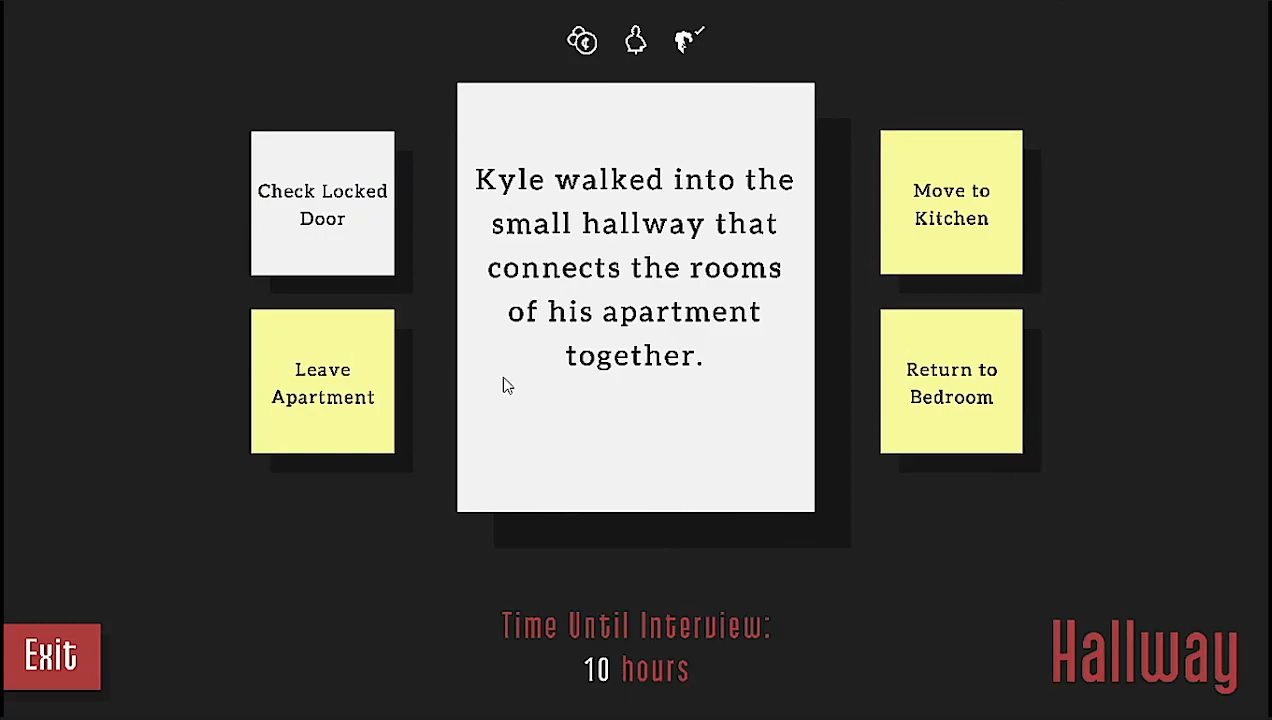 Kyle walked into the
small hallway that
connects the rooms
of his apartment
together.
Check Locked
Door
Leave
Apartment
Move to
Kitchen
Return to
Bedroom
Time Until Interview:
10 hours
Exit
Hallway